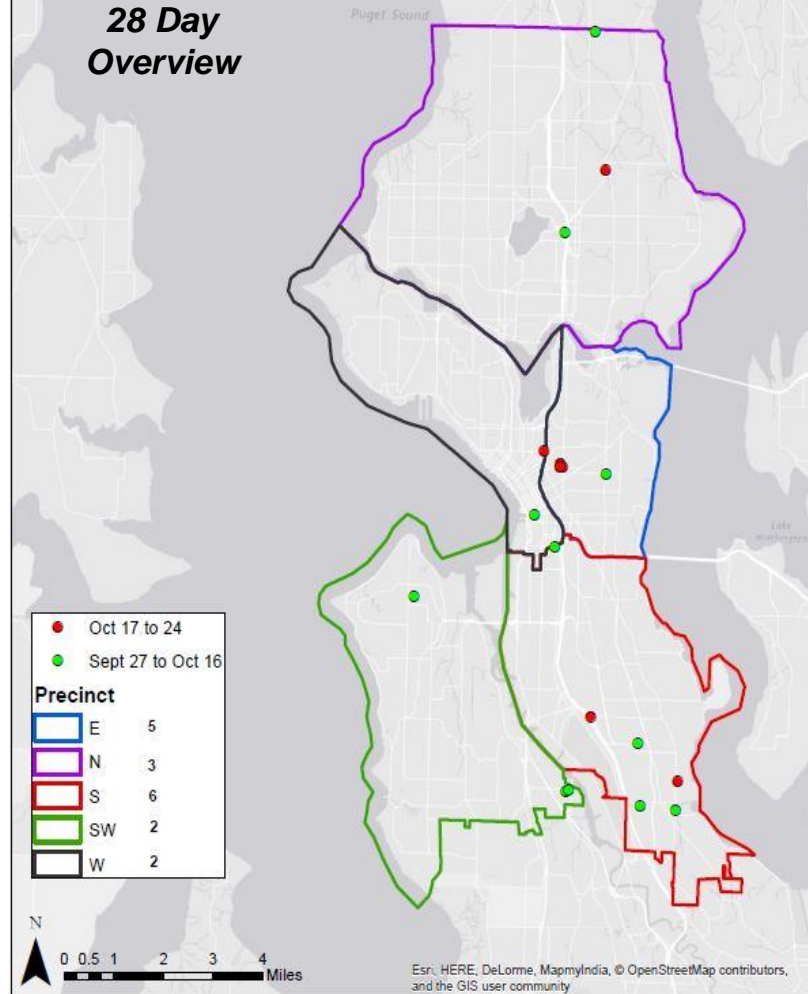 28 Day
Overview
Puget Sound
Lake
Washington
Oct 17 to 24
Sept 27 to Oct 16
Precinct
E 5
N 3
S 6
SW 2
W 2
N
0 0.5 1 2 3 4
Miles
Esri, HERE, DeLorme, MapmyIndia, © OpenStreetMap contributors,
and the GIS user community